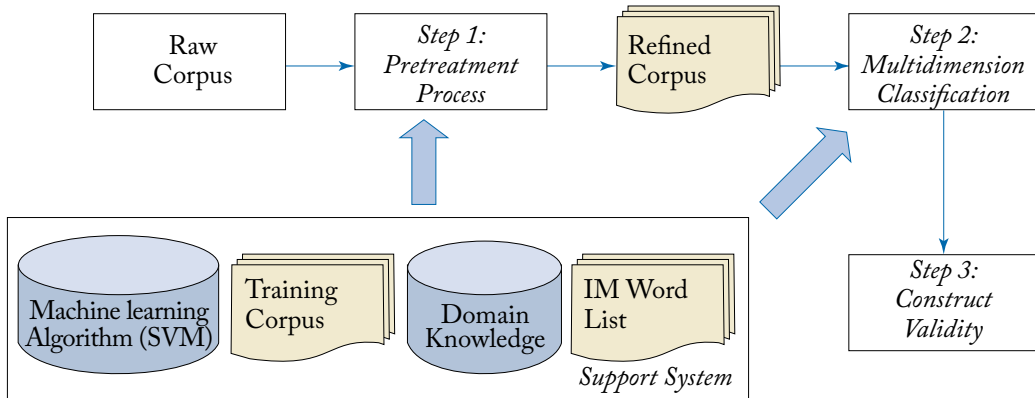 Raw
Corpus
Step 1:
Pretreatment
Process
Refined
Corpus
Step 2:
Multidimension
Classification
Machine learning
Algorithm (SVM)
Training
Corpus
Domain
Knowledge
IM Word
List
Support System
Step 3:
Construct
Validity